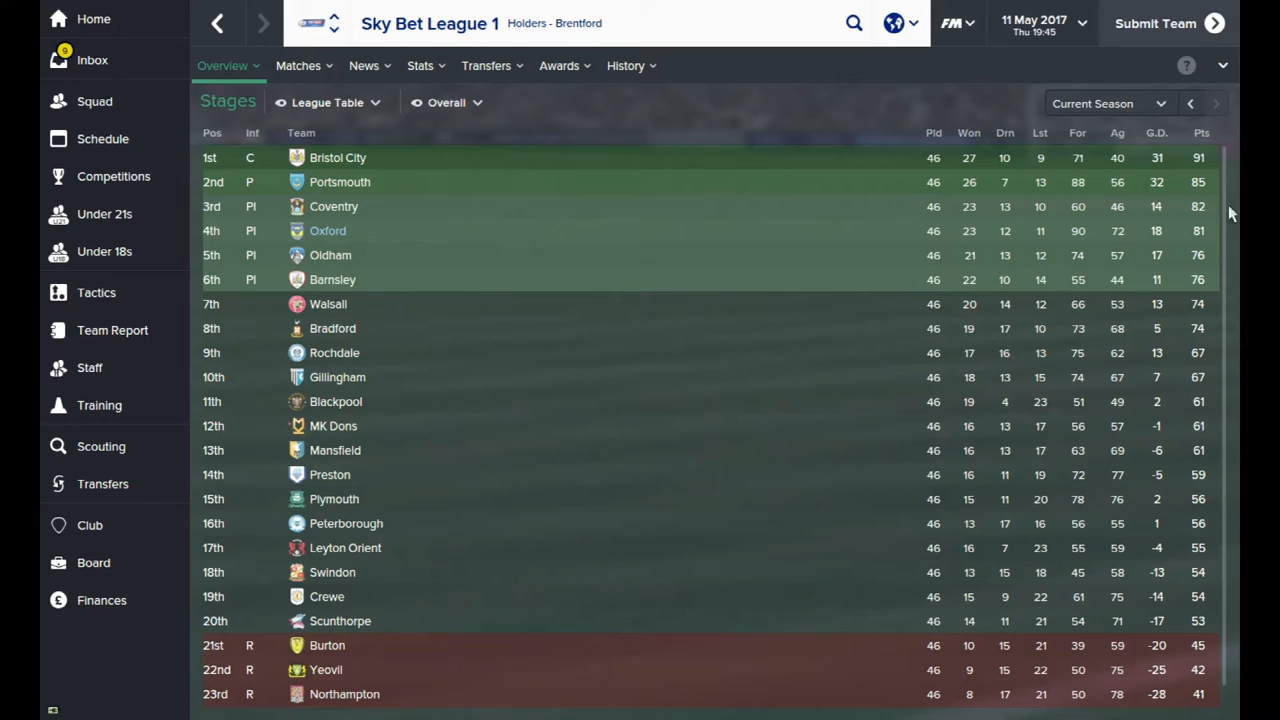 Home
9
Inbox
Squad
Schedule
Competitions
U21
Under 21s
U18
Under 18s
Tactics
Team Report
Staff
Training
Scouting
Transfers
Club
Board
£
Finances
Sky Bet League 1 Holders - Brentford
FM
11 May 2017
Thu 19:45
Submit Team
Overview Matches News Stats Transfers Awards History
?
Stages League Table Overall Current Season
Pos Inf Team Pld Won Drn Lst For Ag G.D. Pts
1st C Bristol City 46 27 10 9 71 40 31 91
2nd P Portsmouth 46 26 7 13 88 56 32 85
3rd Pl Coventry 46 23 13 10 60 46 14 82
4th Pl Oxford 46 23 12 11 90 72 18 81
5th Pl Oldham 46 21 13 12 74 57 17 76
6th Pl Barnsley 46 22 10 14 55 44 11 76
7th Walsall 46 20 14 12 66 53 13 74
8th Bradford 46 19 17 10 73 68 5 74
9th Rochdale 46 17 16 13 75 62 13 67
10th Gillingham 46 18 13 15 74 67 7 67
11th Blackpool 46 19 4 23 51 49 2 61
12th MK Dons 46 16 13 17 56 57 -1 61
13th Mansfield 46 16 13 17 63 69 -6 61
14th Preston 46 16 11 19 72 77 -5 59
15th Plymouth 46 15 11 20 78 76 2 56
16th Peterborough 46 13 17 16 56 55 1 56
17th Leyton Orient 46 16 7 23 55 59 -4 55
18th Swindon 46 13 15 18 45 58 -13 54
19th Crewe 46 15 9 22 61 75 -14 54
20th Scunthorpe 46 14 11 21 54 71 -17 53
21st R Burton 46 10 15 21 39 59 -20 45
22nd R Yeovil 46 9 15 22 50 75 -25 42
23rd R Northampton 46 8 17 21 50 78 -28 41